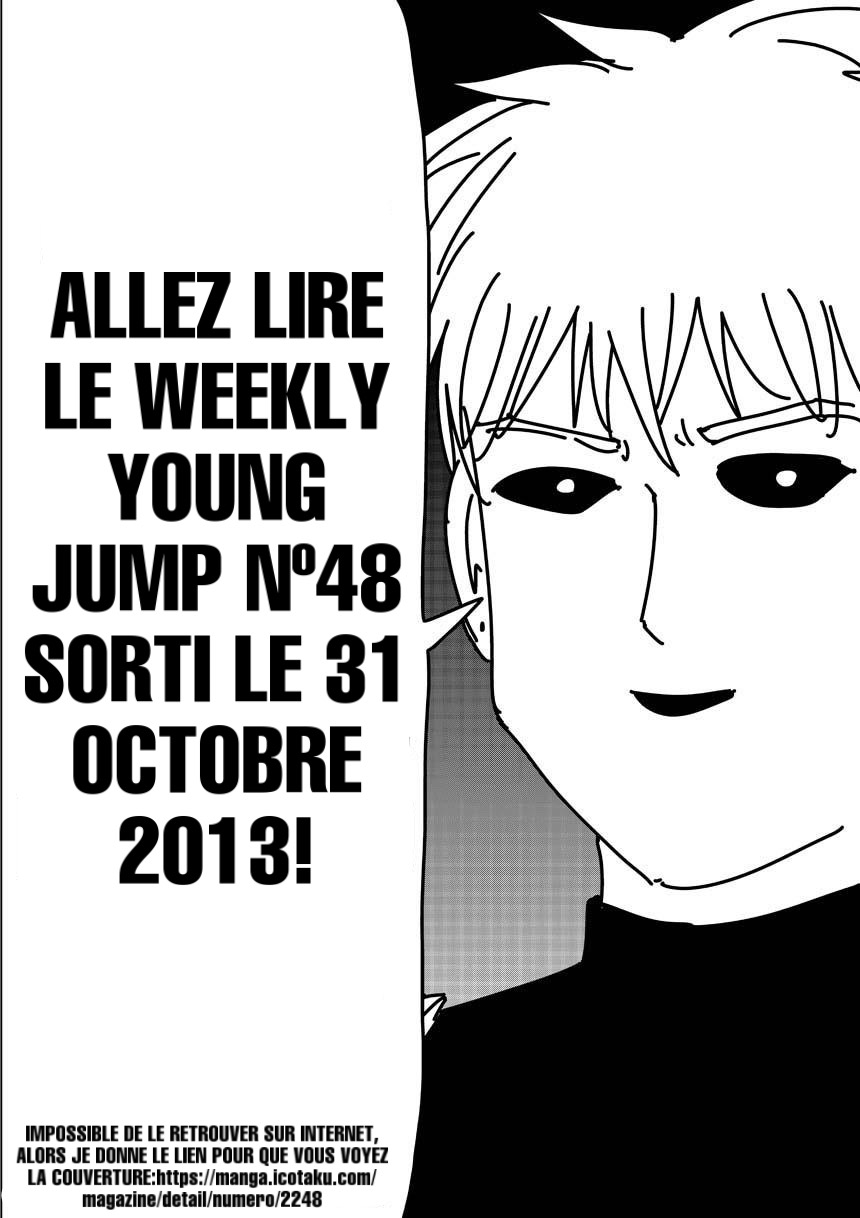 ALLEZ LIRE
LE WEEKLY
YOUNG
JUMP Nº48
SORTI LE 31
OCTOBRE
2013!
IMPOSSIBLE DE LE RETROUVER SUR INTERNET,
ALORS JE DONNE LE LIEN POUR QUE VOUS VOYEZ
LA COUVERTURE:https://manga.icotaku.com/
magazine/detail/numero/2248